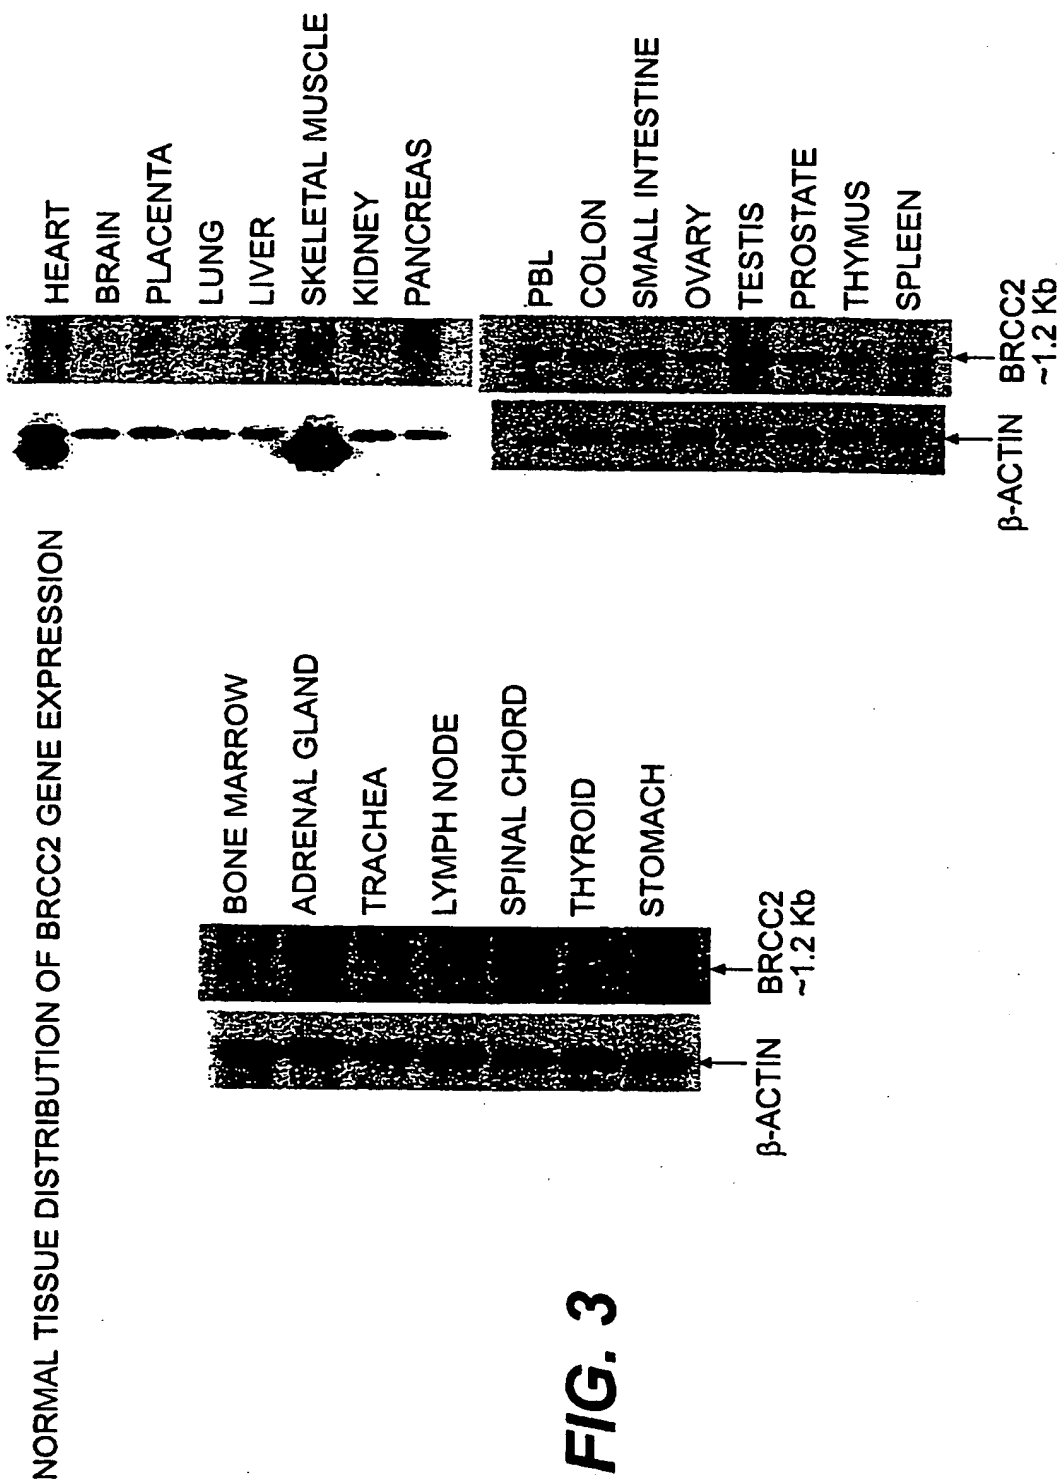 NORMAL TISSUE DISTRIBUTION OF BRCC2 GENE EXPRESSION
HEART
BRAIN
PLACENTA
LUNG
LIVER
SKELETAL MUSCLE
KIDNEY
PANCREAS
PBL
COLON
SMALL INTESTINE
OVARY
TESTIS
PROSTATE
THYMUS
SPLEEN
β-ACTIN
BRCC2
~1.2 Kb
BONE MARROW
ADRENAL GLAND
TRACHEA
LYMPH NODE
SPINAL CHORD
THYROID
STOMACH
β-ACTIN
BRCC2
~1.2 Kb
FIG. 3